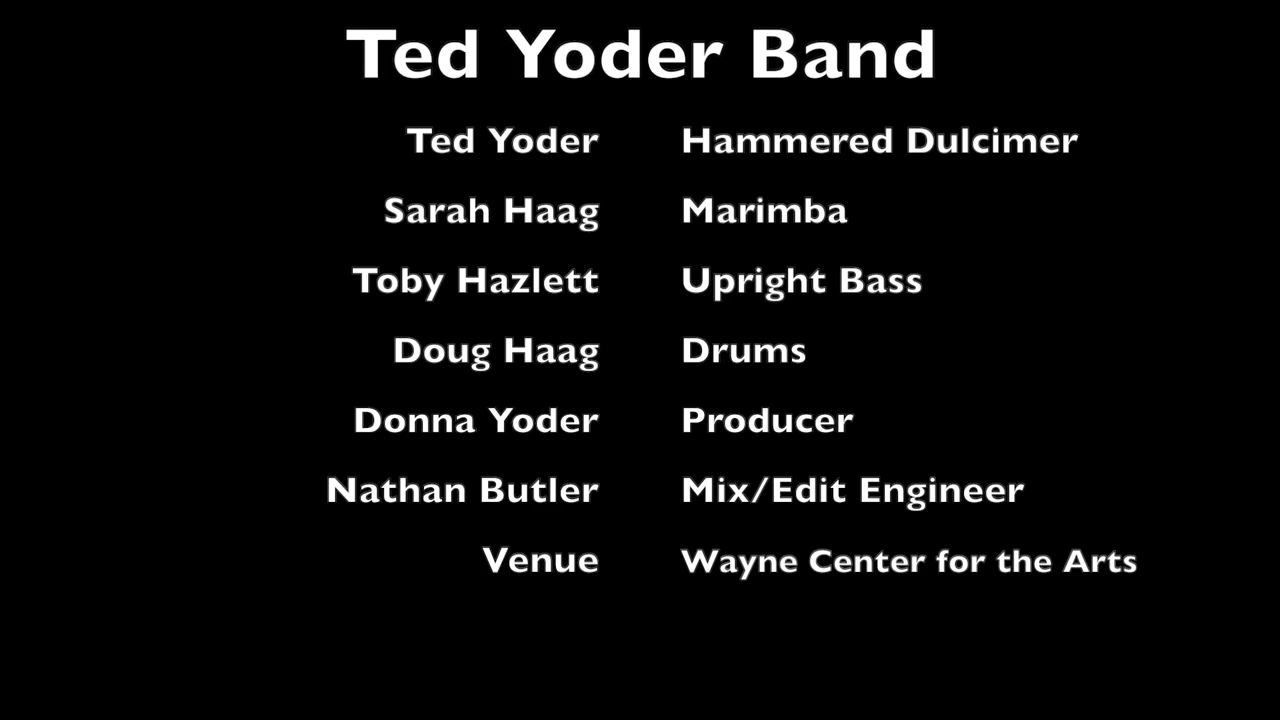 Ted Yoder Band
Ted Yoder Hammered Dulcimer
Sarah Haag Marimba
Toby Hazlett Upright Bass
Doug Haag Drums
Donna Yoder Producer
Nathan Butler Mix/Edit Engineer
Venue Wayne Center for the Arts